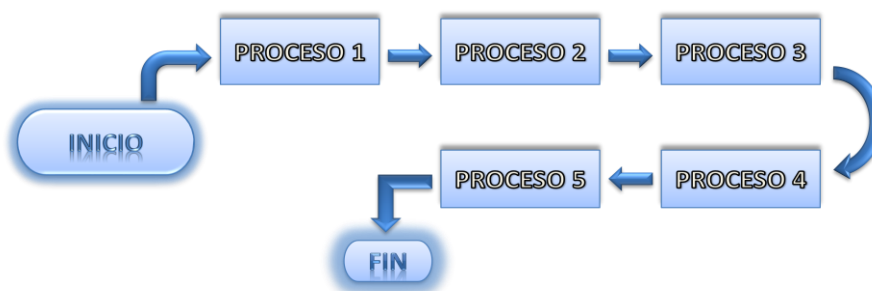 INICIO
PROCESO 1
PROCESO 2
PROCESO 3
PROCESO 4
PROCESO 5
FIN